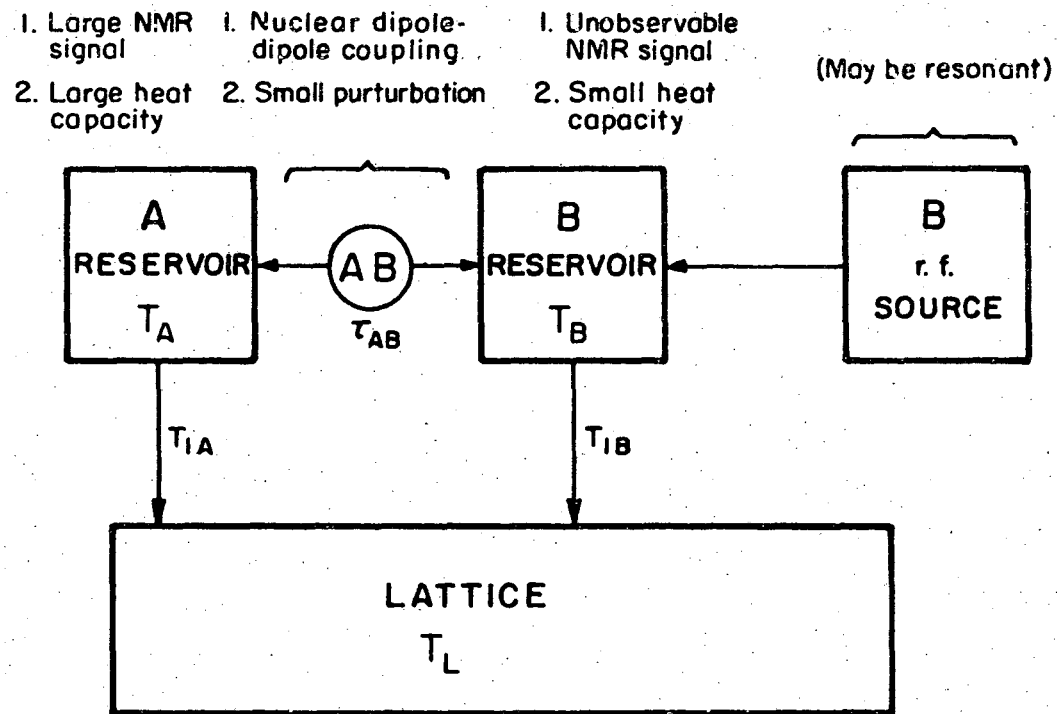 1. Large NMR signal
2. Large heat capacity
1. Nuclear dipole-dipole coupling
2. Small purturbation
1. Unobservable NMR signal
2. Small heat capacity
(May be resonant)
A
RESERVOIR
T_A
AB
τ_AB
B
RESERVOIR
T_B
B
r. f.
SOURCE
T_1A
T_1B
LATTICE
T_L